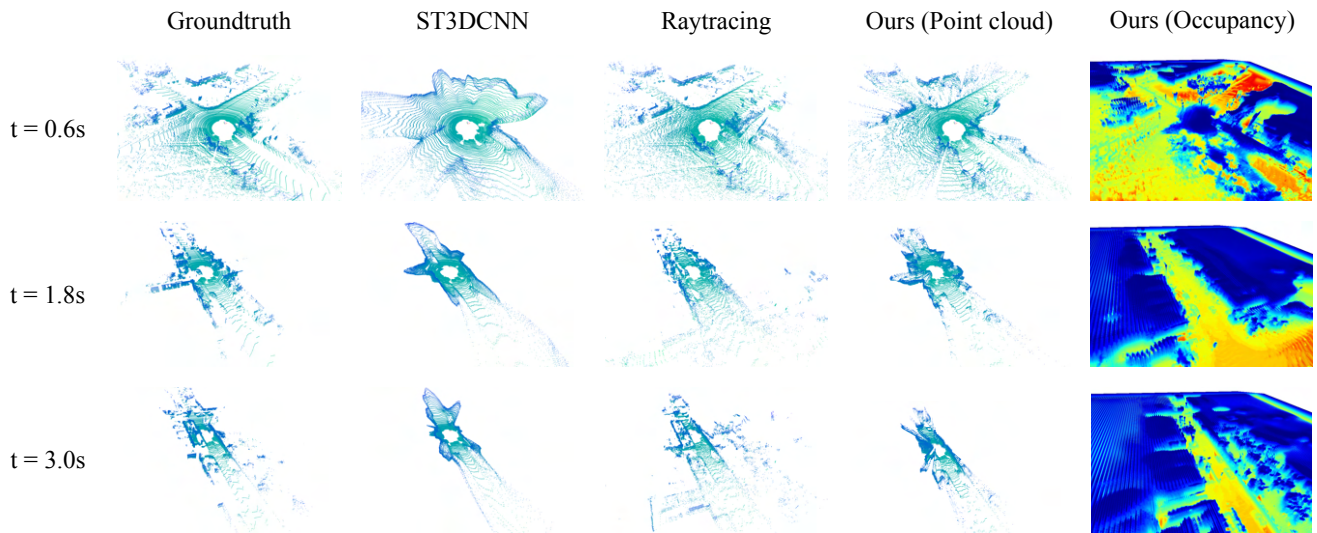 Groundtruth ST3DCNN Raytracing Ours (Point cloud) Ours (Occupancy)
t = 0.6s
t = 1.8s
t = 3.0s